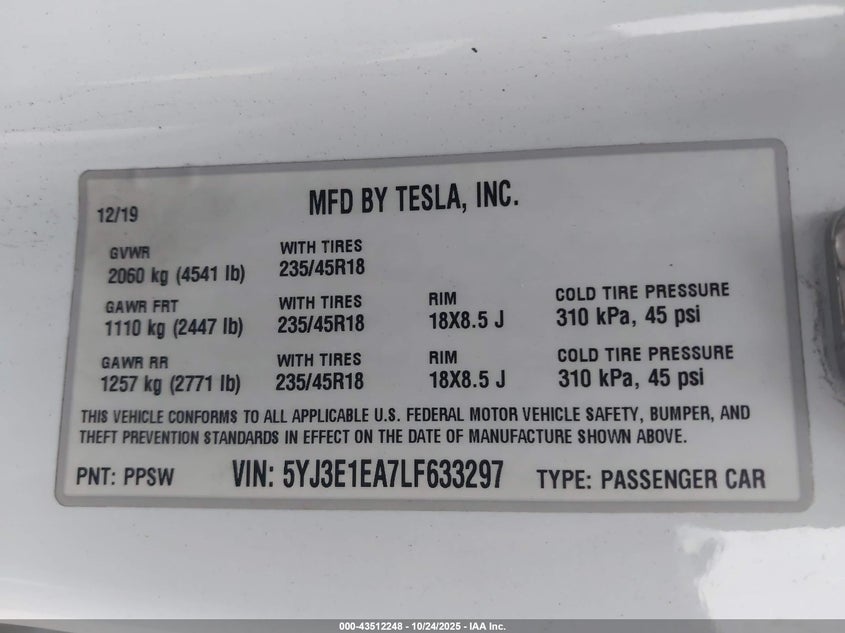 MFD BY TESLA, INC.
12/19
GVWR WITH TIRES
2060 kg (4541 lb) 235/45R18
GAWR FRT WITH TIRES RIM COLD TIRE PRESSURE
1110 kg (2447 lb) 235/45R18 18X8.5 J 310 kPa, 45 psi
GAWR RR WITH TIRES RIM COLD TIRE PRESSURE
1257 kg (2771 lb) 235/45R18 18X8.5 J 310 kPa, 45 psi
THIS VEHICLE CONFORMS TO ALL APPLICABLE U.S. FEDERAL MOTOR VEHICLE SAFETY, BUMPER, AND
THEFT PREVENTION STANDARDS IN EFFECT ON THE DATE OF MANUFACTURE SHOWN ABOVE.
PNT: PPSW VIN: 5YJ3E1EA7LF633297 TYPE: PASSENGER CAR
000-43512248 - 10/24/2025 - IAA Inc.